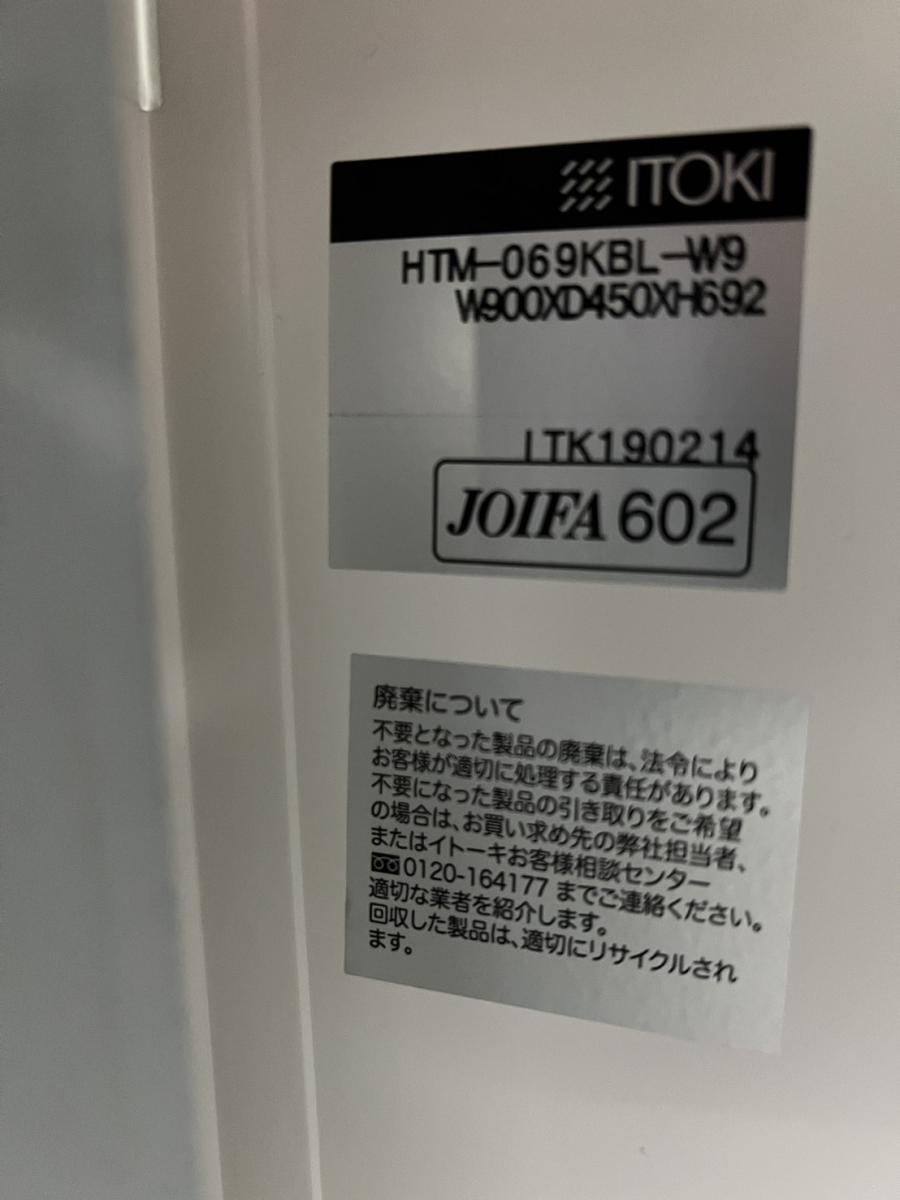 ITOKI
HTM-069KBL-W9
W900XD450XH692
ITK190214
JOIFA 602
廃棄について
不要となった製品の廃棄は、法令により
お客様が適切に処理する責任があります。
不要になった製品の引き取りをご希望
の場合は、お買い求め先の弊社担当者、
またはイトーキお客様相談センター
0120-164177 までご連絡ください。
適切な業者を紹介します。
回収した製品は、適切にリサイクルされ
ます。